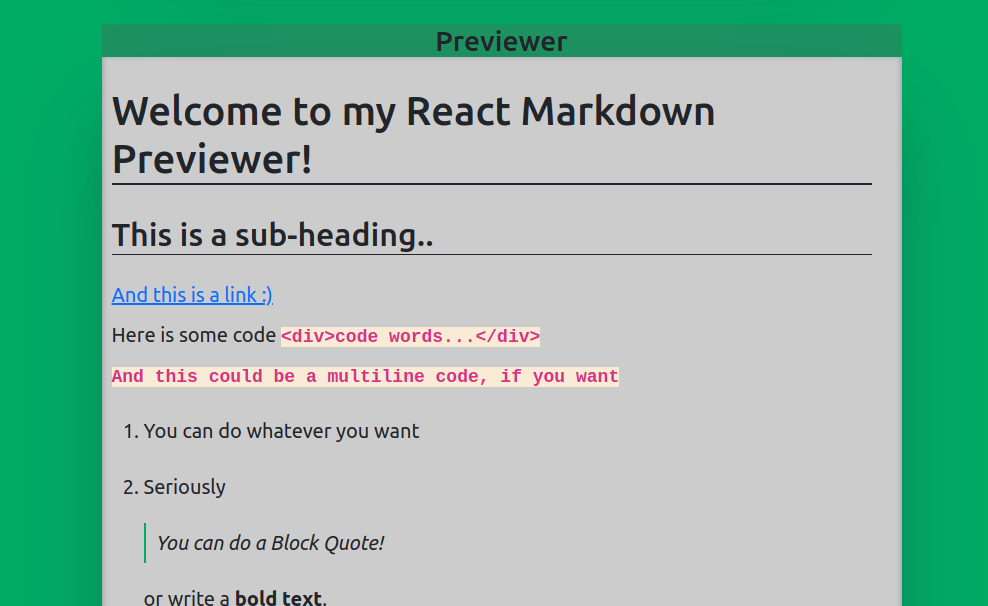 Previewer
Welcome to my React Markdown
Previewer!
This is a sub-heading..
And this is a link :)
Here is some code <div>code words...</div>
And this could be a multiline code, if you want
1. You can do whatever you want
2. Seriously
You can do a Block Quote!
or write a bold text.